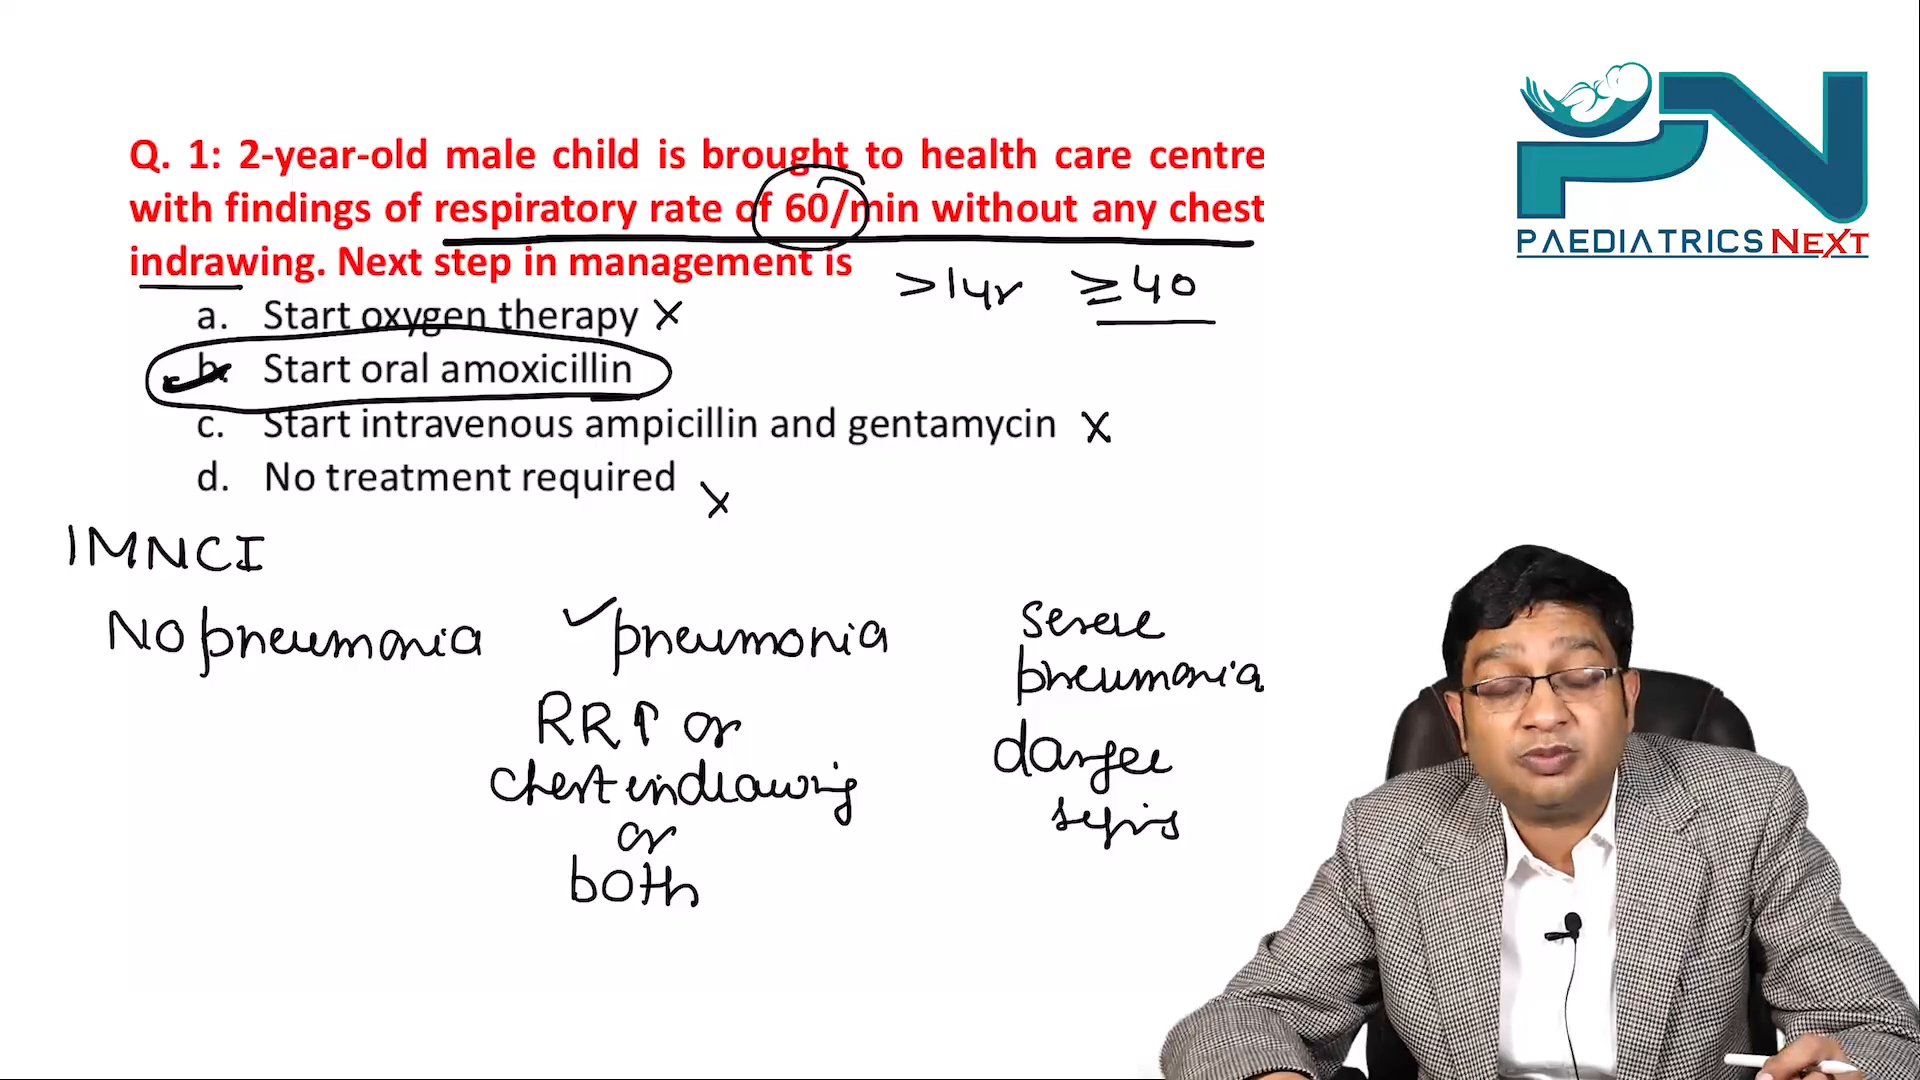 Q. 1: 2-year-old male child is brought to health care centre
with findings of respiratory rate of 60/min without any chest
indrawing. Next step in management is
>1yr ≥40
a. Start oxygen therapy X
b. Start oral amoxicillin
c. Start intravenous ampicillin and gentamycin X
d. No treatment required X
IMNCI
No pneumonia
✓pneumonia
RR↑ or
chest indrawing
or
both
severe
pneumonia
danger
signs
PN
PAEDIATRICS NEXT